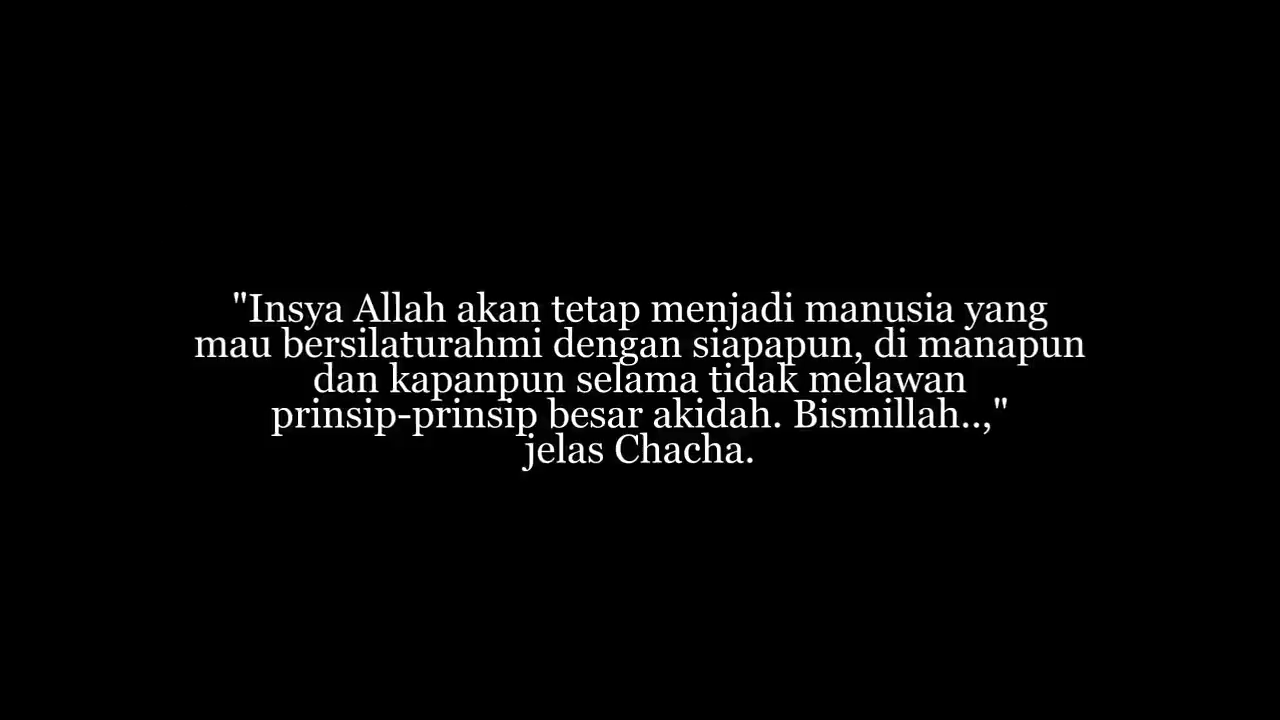 "Insya Allah akan tetap menjadi manusia yang
mau bersilaturahmi dengan siapapun, di manapun
dan kapanpun selama tidak melawan
prinsip-prinsip besar akidah. Bismillah..,"
jelas Chacha.